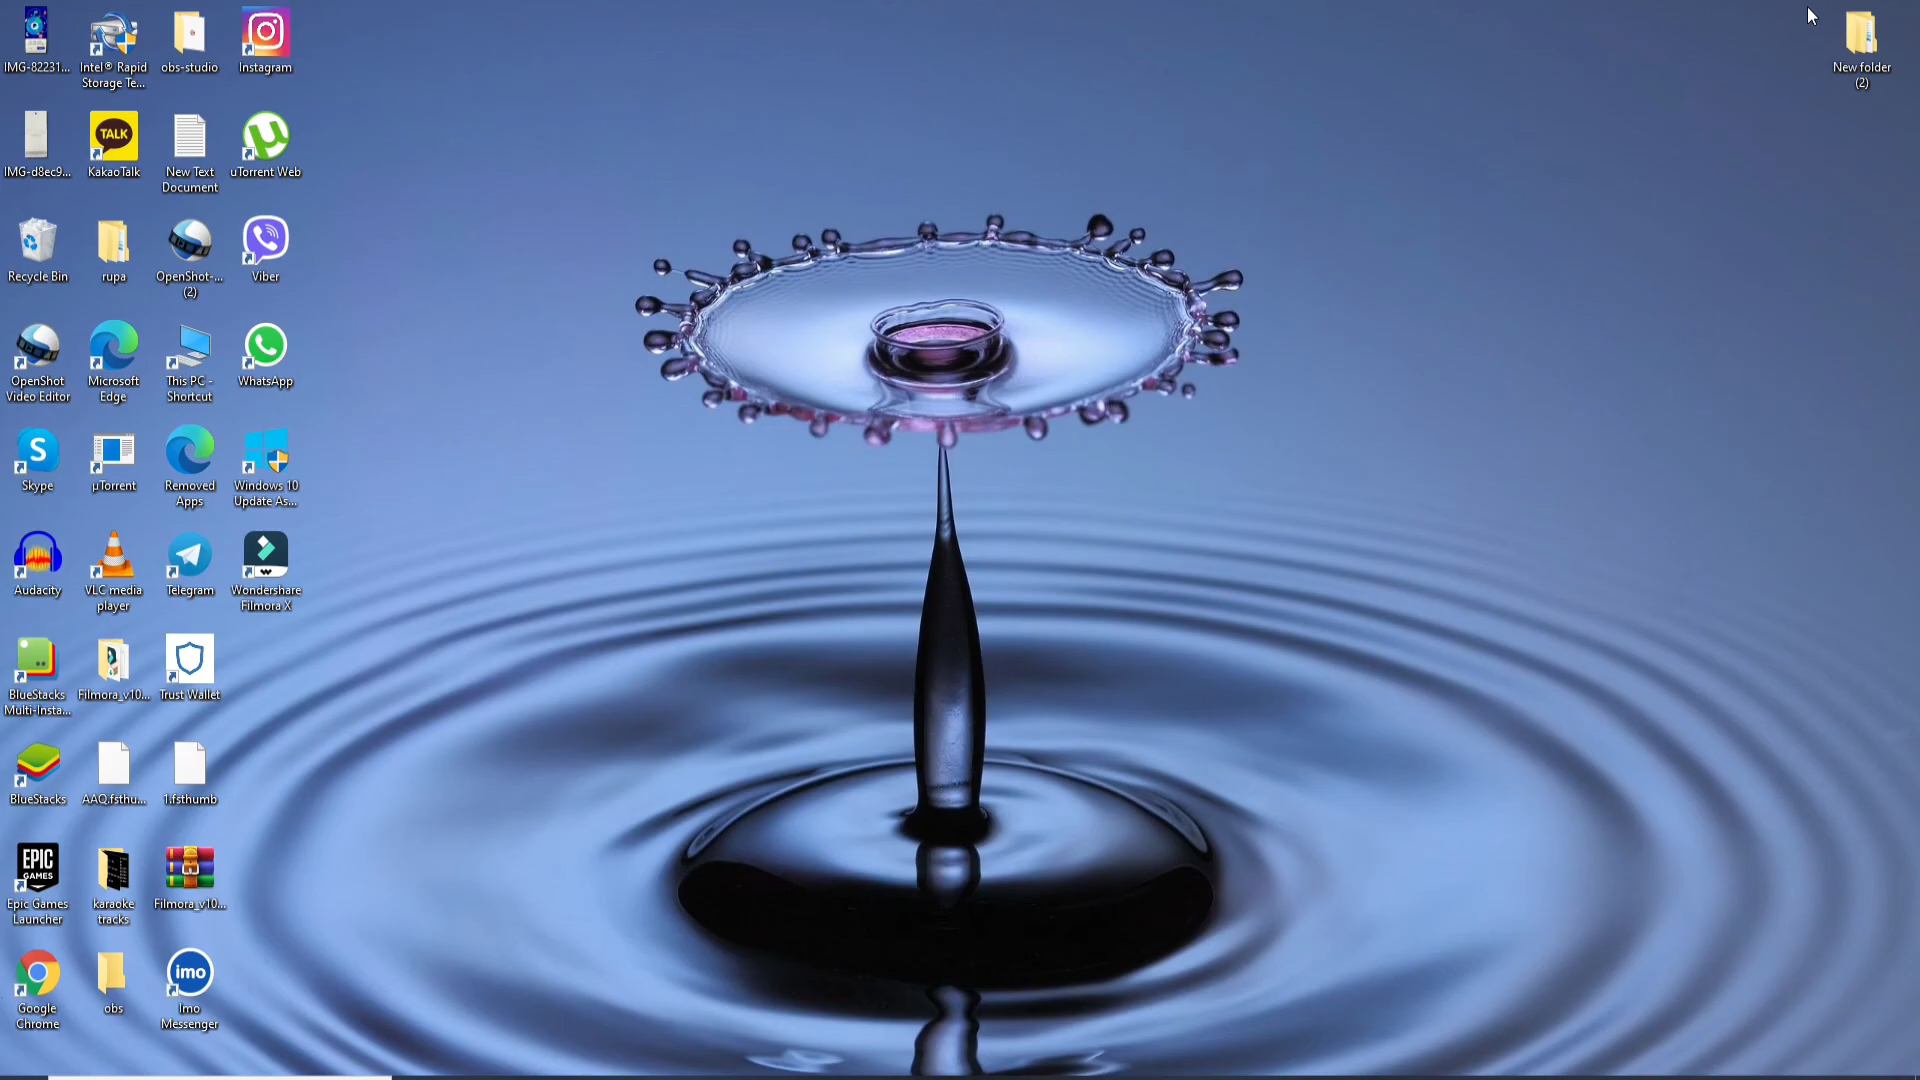 IMG-82231...
Intel® Rapid
Storage Te...
obs-studio
Instagram
New folder
(2)
IMG-d8ec9...
TALK
KakaoTalk
New Text
Document
uTorrent Web
Recycle Bin
rupa
OpenShot-...
(2)
Viber
OpenShot
Video Editor
Microsoft
Edge
This PC -
Shortcut
WhatsApp
S
Skype
µTorrent
Removed
Apps
Windows 10
Update As...
Audacity
VLC media
player
Telegram
Wondershare
Filmora X
BlueStacks
Multi-Insta...
Filmora_v10...
Trust Wallet
BlueStacks
AAQ.fsthu...
1.fsthumb
EPIC
GAMES
Epic Games
Launcher
karaoke
tracks
Filmora_v10...
Google
Chrome
obs
imo
Imo
Messenger